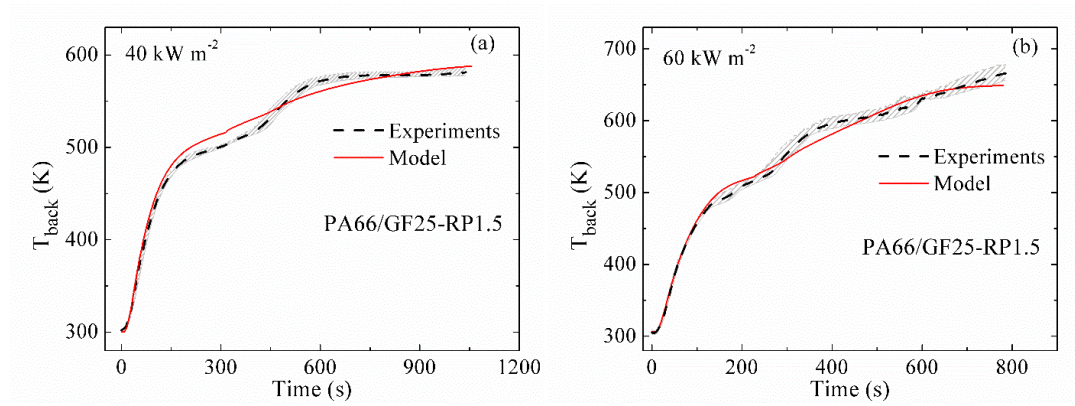 40 kW m-2
(a)
600
500
400
300
T_back (K)
Experiments
Model
PA66/GF25-RP1.5
0 300 600 900 1200
Time (s)
60 kW m-2
(b)
700
600
500
400
300
T_back (K)
Experiments
Model
PA66/GF25-RP1.5
0 200 400 600 800
Time (s)